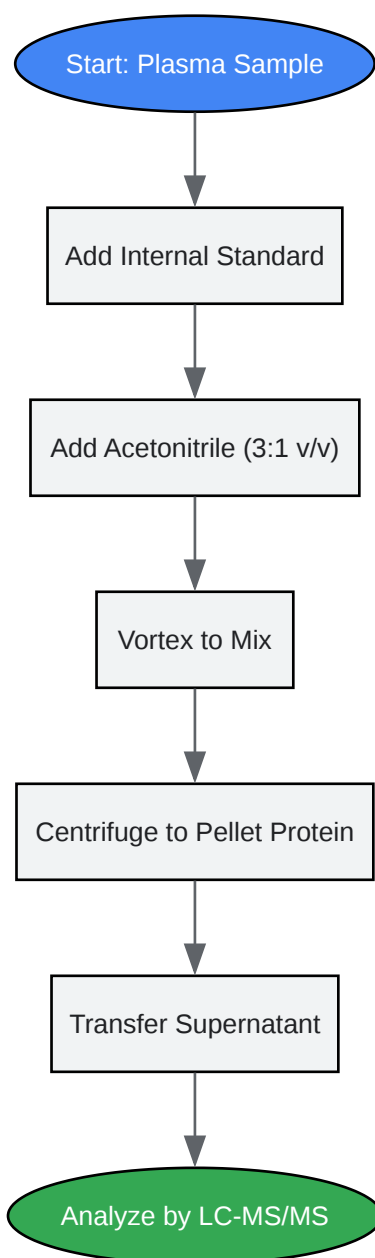 Start: Plasma Sample
Add Internal Standard
Add Acetonitrile (3:1 v/v)
Vortex to Mix
Centrifuge to Pellet Protein
Transfer Supernatant
Analyze by LC-MS/MS